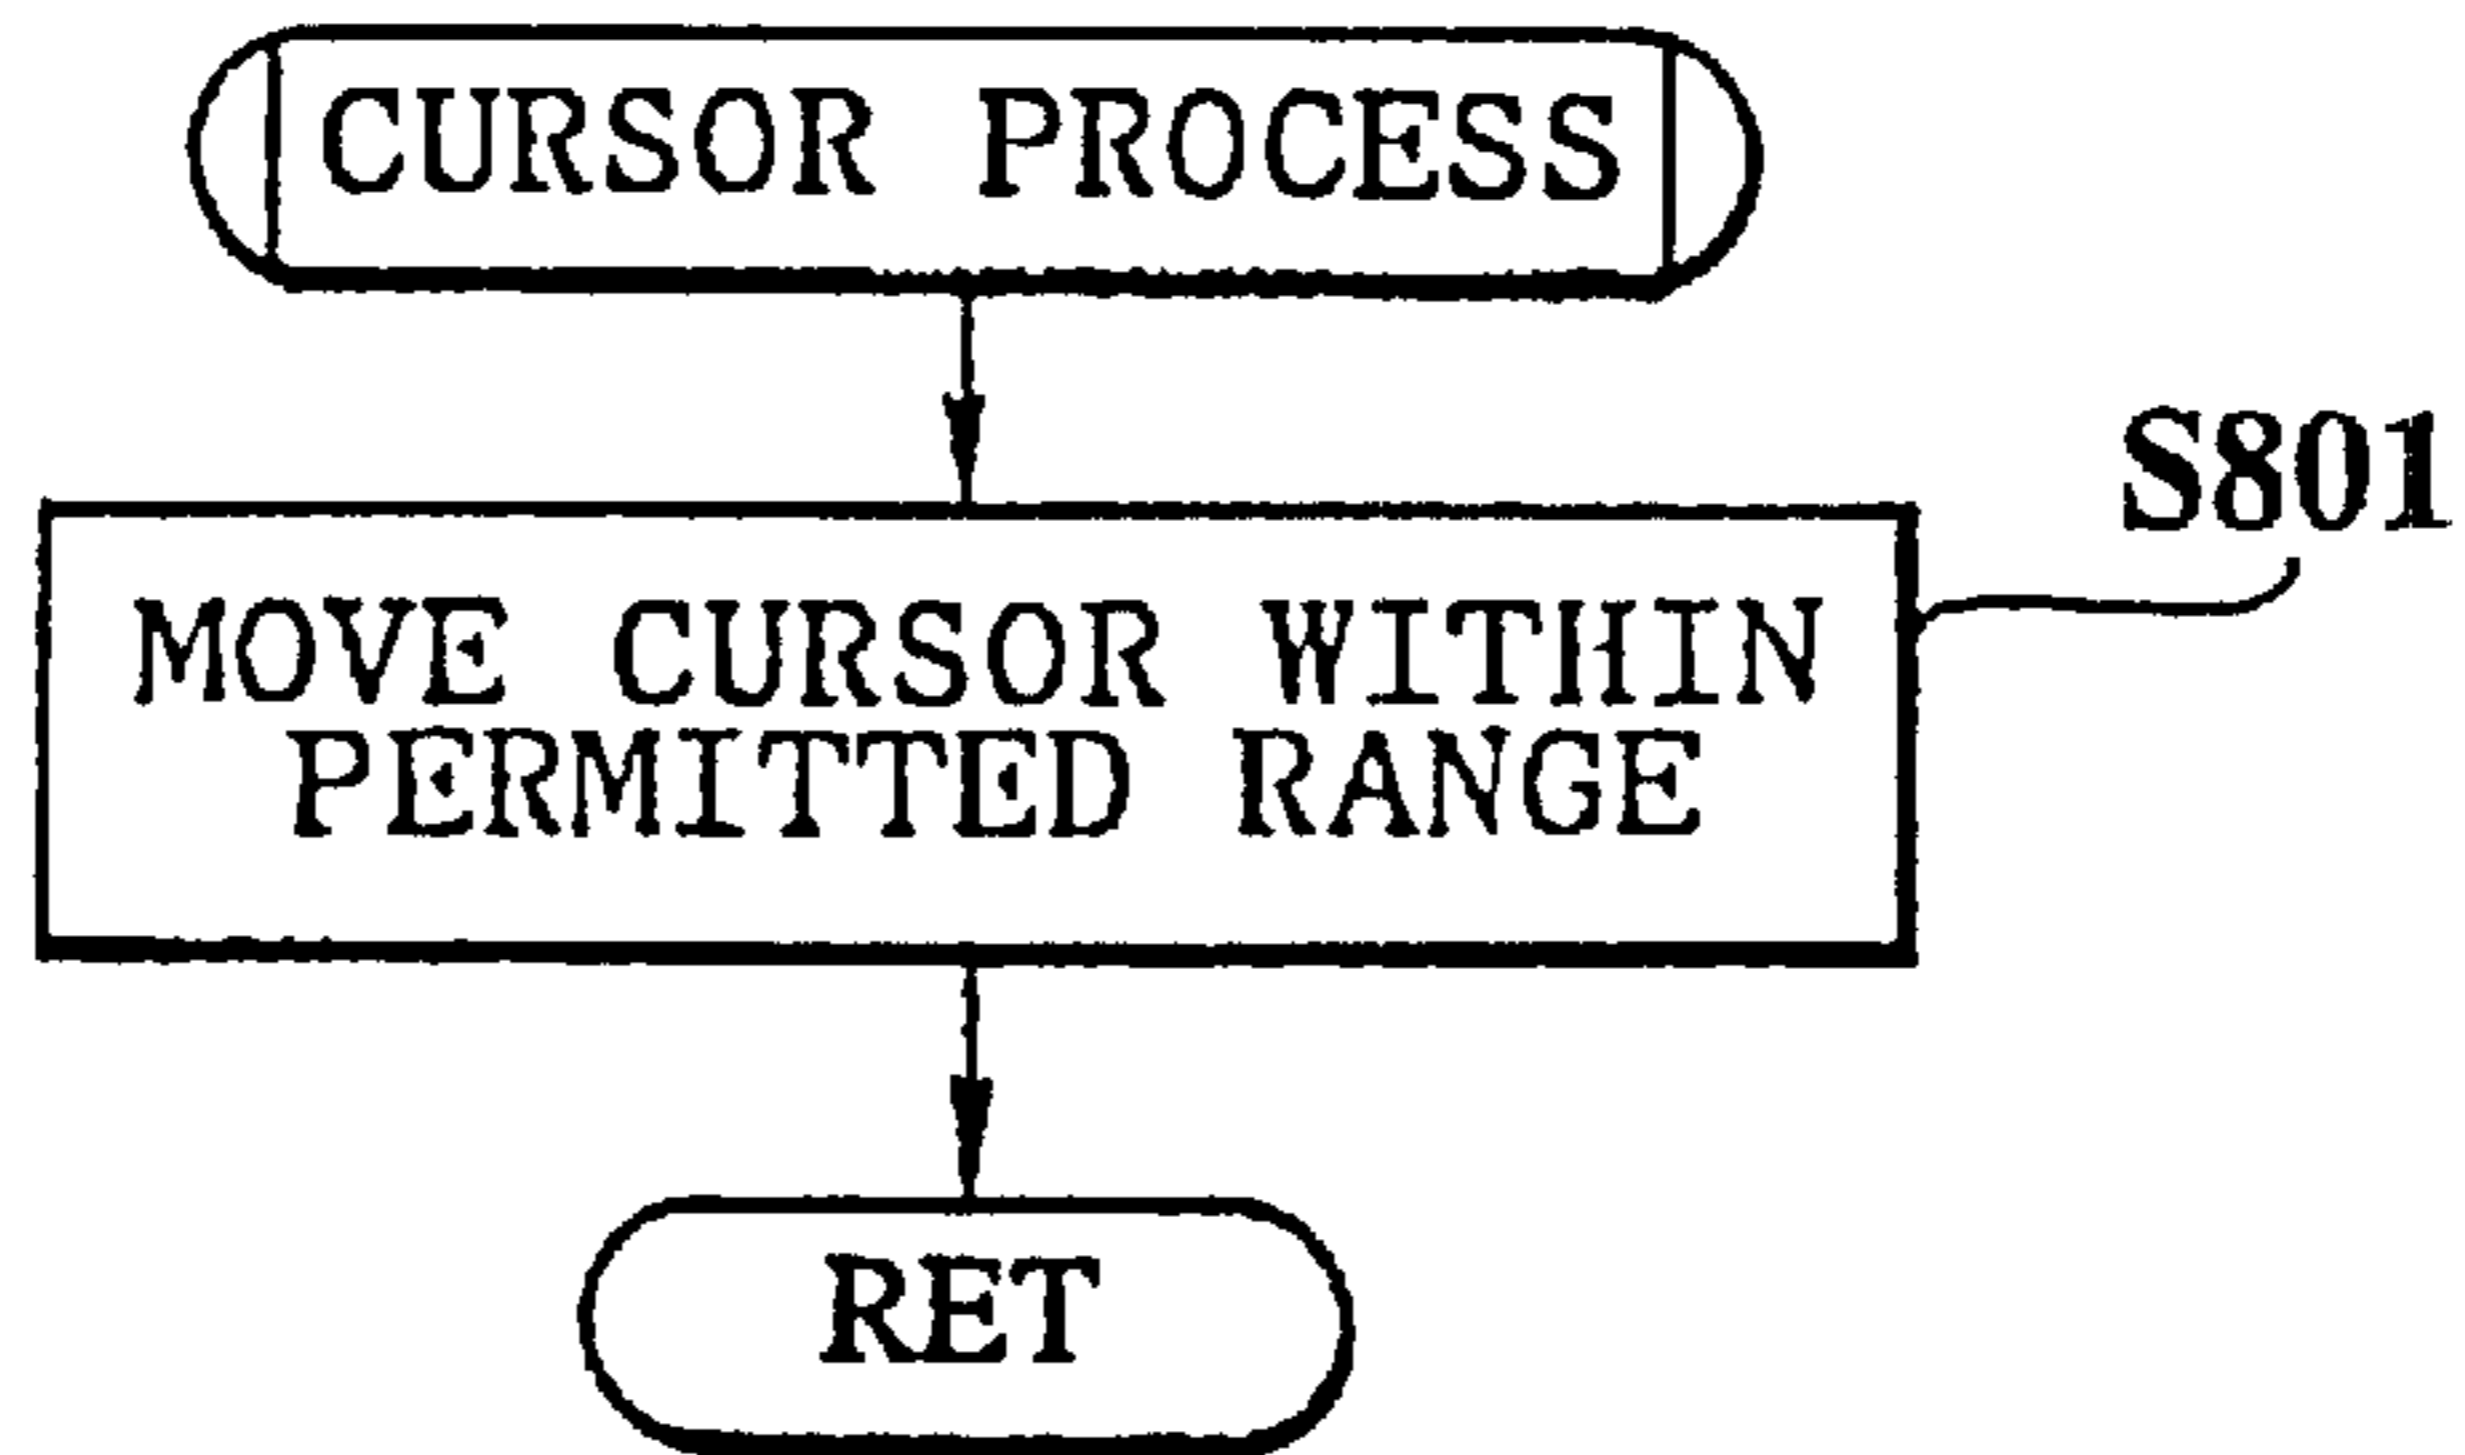 CURSOR PROCESS
S801
MOVE CURSOR WITHIN
PERMITTED RANGE
RET